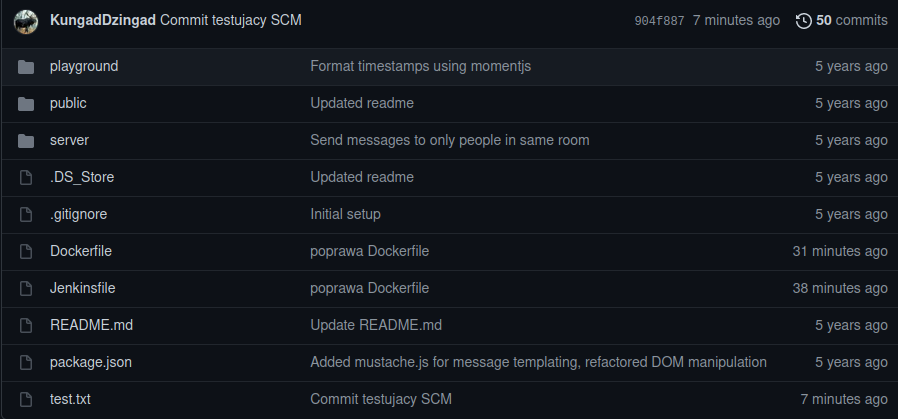 KungadDzingad Commit testujacy SCM 904f887 7 minutes ago 50 commits
playground Format timestamps using momentjs 5 years ago
public Updated readme 5 years ago
server Send messages to only people in same room 5 years ago
.DS_Store Updated readme 5 years ago
.gitignore Initial setup 5 years ago
Dockerfile poprawa Dockerfile 31 minutes ago
Jenkinsfile poprawa Dockerfile 38 minutes ago
README.md Update README.md 5 years ago
package.json Added mustache.js for message templating, refactored DOM manipulation 5 years ago
test.txt Commit testujacy SCM 7 minutes ago